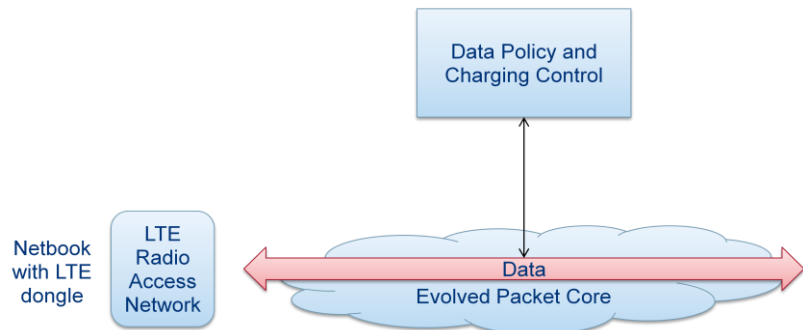 Data Policy and
Charging Control
Netbook
with LTE
dongle
LTE
Radio
Access
Network
Data
Evolved Packet Core